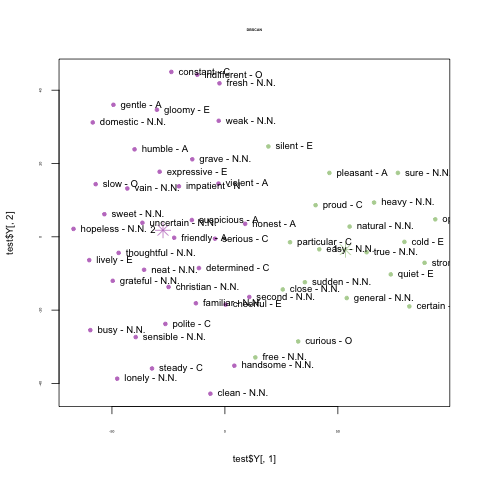 DBSCAN
constant - C
indifferent - O
fresh - N.N.
gentle - A
gloomy - E
domestic - N.N.
weak - N.N.
silent - E
humble - A
grave - N.N.
expressive - E
pleasant - A
sure - N.N.
slow - O
vain - N.N.
impatient - N
violent - A
proud - C
heavy - N.N.
sweet - N.N.
uncertain - N.N.
suspicious - A
honest - A
natural - N.N.
hopeless - N.N.
2
friendly - A
serious - C
particular - C
cold - E
easy - N.N.
true - N.N.
thoughtful - N.N.
lively - E
neat - N.N.
determined - C
quiet - E
grateful - N.N.
christian - N.N.
close - N.N.
sudden - N.N.
familiar - N.N.
second - N.N.
cheerful - E
general - N.N.
certain -
busy - N.N.
polite - C
sensible - N.N.
curious - O
free - N.N.
steady - C
handsome - N.N.
lonely - N.N.
clean - N.N.
test$Y[, 2]
test$Y[, 1]